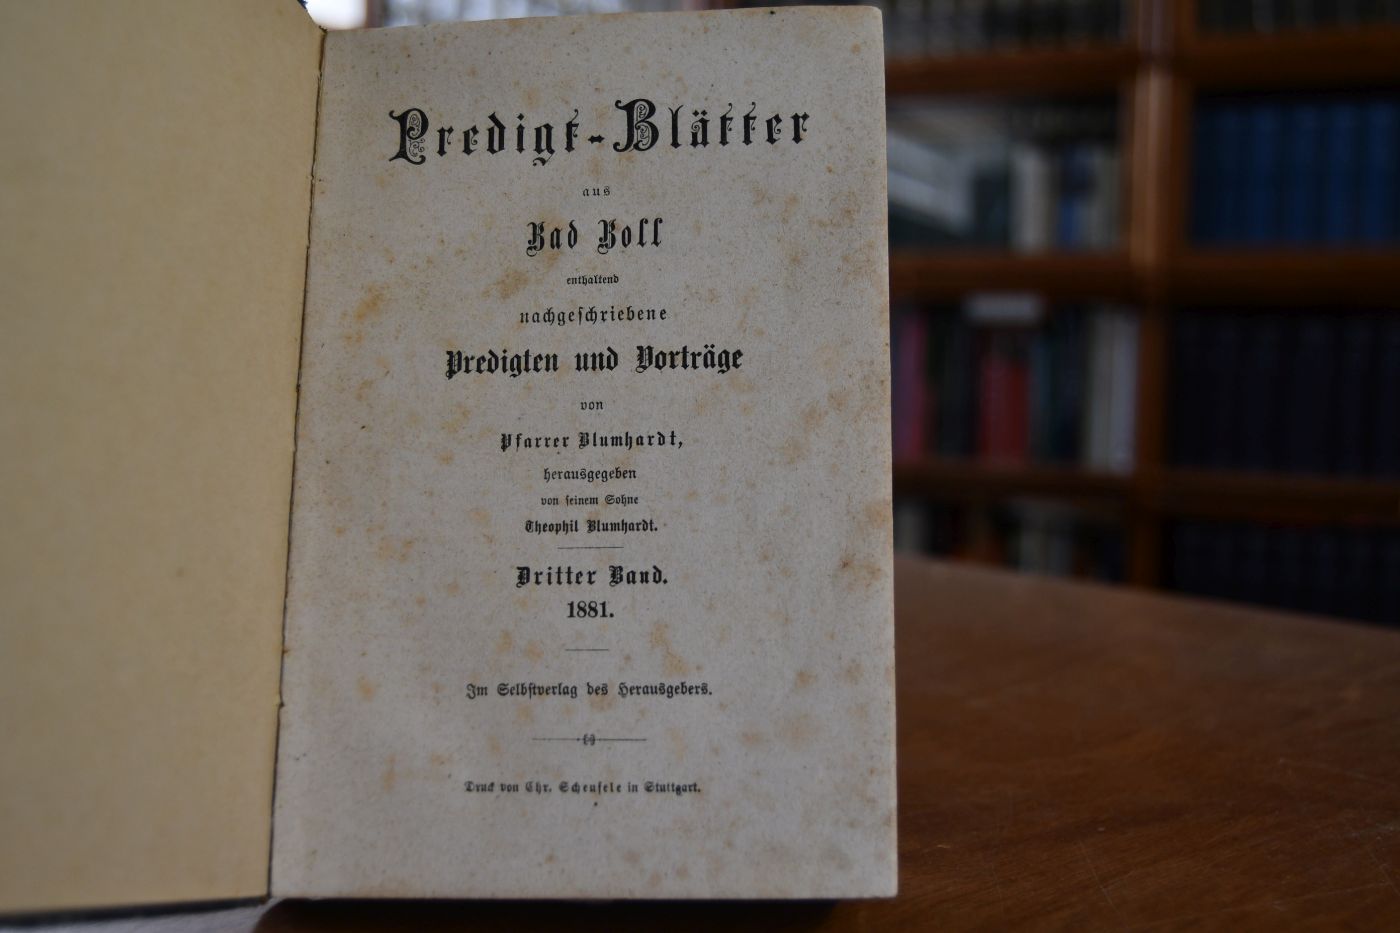 Predigt-Blätter
aus
Bad Boll
enthaltend
nachgeschriebene
Predigten und Vorträge
von
Pfarrer Blumhardt,
herausgegeben
von seinem Sohne
Theophil Blumhardt.
Dritter Band.
1881.
Im Selbstverlag des Herausgebers.
Druck von Chr. Scheufele in Stuttgart.